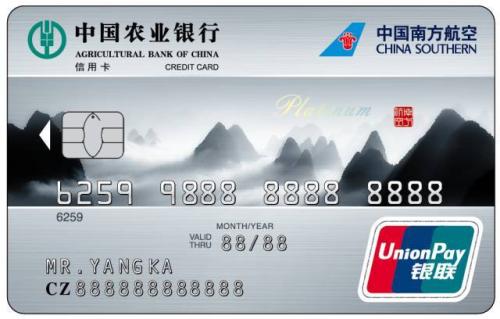 中国农业银行
AGRICULTURAL BANK OF CHINA
信用卡 CREDIT CARD
中国南方航空
CHINA SOUTHERN
Platinum
6259 9888 8888 8888
6259
MONTH/YEAR
VALID THRU 88/88
MR.YANGKA
CZ 888888888888
UnionPay
银联